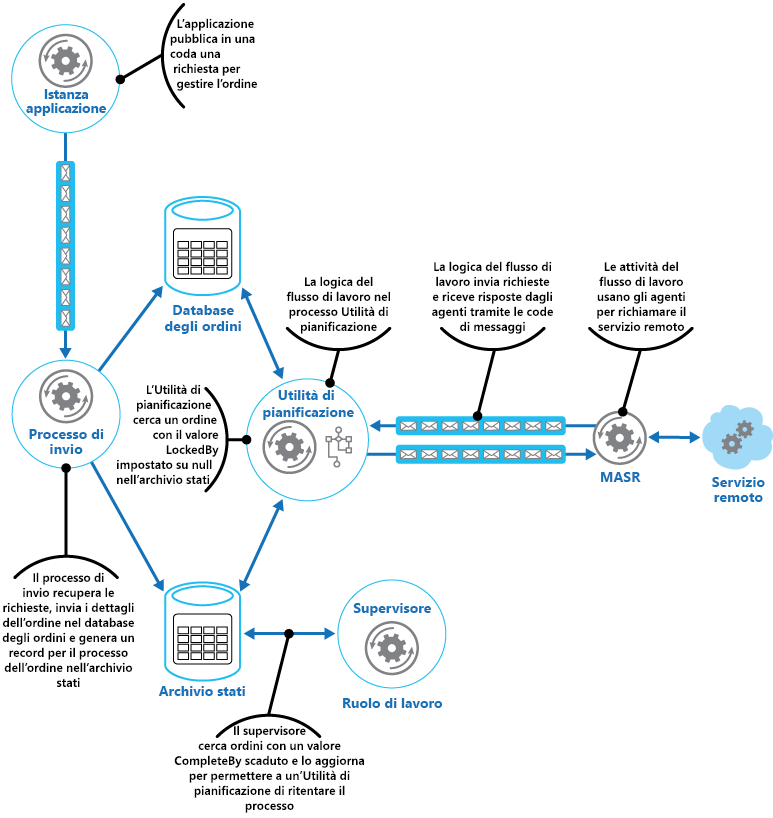 L'applicazione
pubblica in una
coda una
richiesta per
gestire l'ordine
Istanza
applicazione
Database
degli ordini
La logica del
flusso di lavoro nel
processo Utilità di
pianificazione
La logica del flusso di
lavoro invia richieste
e riceve risposte dagli
agenti tramite le code
di messaggi
Le attività del
flusso di lavoro
usano gli agenti
per richiamare il
servizio remoto
Processo di
invio
L'Utilità di
pianificazione
cerca un ordine
con il valore
LockedBy
impostato su null
nell'archivio stati
Utilità di
pianificazione
MASR
Servizio
remoto
Il processo di
invio recupera le
richieste, invia i dettagli
dell'ordine nel database
degli ordini e genera un
record per il processo
dell'ordine nell'archivio
stati
Archivio stati
Supervisore
Ruolo di lavoro
Il supervisore
cerca ordini con un valore
CompleteBy scaduto e lo aggiorna
per permettere a un'Utilità di
pianificazione di ritentare il
processo